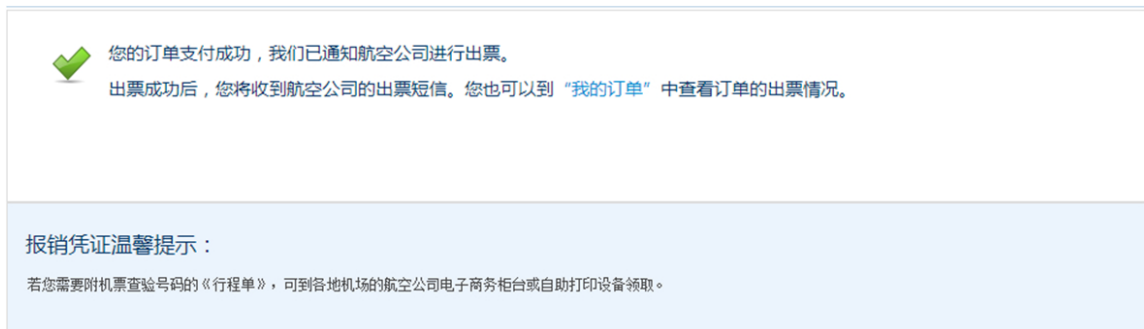 您的订单支付成功，我们已通知航空公司进行出票。
出票成功后，您将收到航空公司的出票短信。您也可以到“我的订单”中查看订单的出票情况。
报销凭证温馨提示：
若您需要附机票查验号码的《行程单》，可到各地机场的航空公司电子商务柜台或自助打印设备领取。